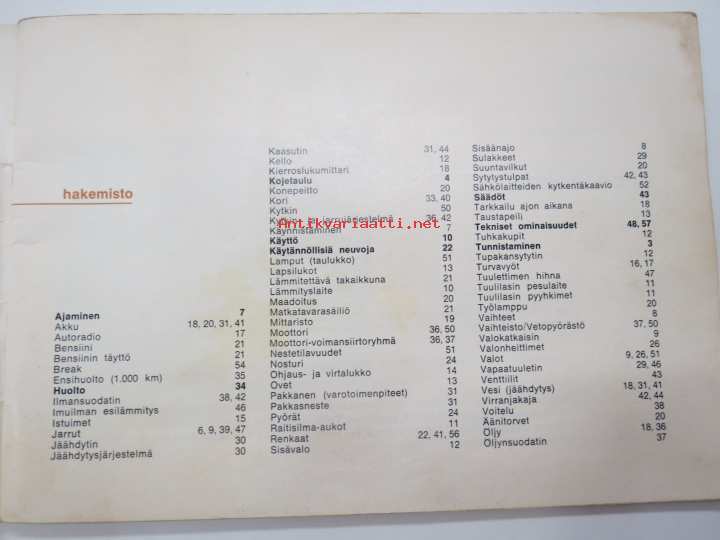 hakemisto
Ajaminen 7
Akku 18, 20, 31, 41
Autoradio 17
Bensiini 21
Bensiinin täyttö 21
Break 54
Ensihuolto (1.000 km) 35
Huolto 34
Ilmansuodatin 38, 42
Imuilman esilämmitys 46
Istuimet 15
Jarrut 6, 9, 39, 47
Jäähdytin 30
Jäähdytysjärjestelmä 30
Kaasutin 31, 44
Kello 12
Kierroslukumittari 18
Kojetaulu 4
Konepeitto 20
Kori 33, 40
Kytkin 50
Kytkin- ja jarrujärjestelmä 36, 42
Käynnistäminen 7
Käyttö 10
Käytännöllisiä neuvoja 22
Lamput (taulukko) 51
Lapsilukot 13
Lämmitettävä takaikkuna 21
Lämmityslaite 10
Maadoitus 20
Matkatavarasäiliö 21
Mittaristo 19
Moottori 36, 50
Moottori-voimansiirtoryhmä 36, 37
Nestetilavuudet 51
Nosturi 24
Ohjaus- ja virtalukko 14
Ovet 13
Pakkanen (varotoimenpiteet) 31
Pakkasneste 31
Pyörät 24
Raitisilma-aukot 11
Renkaat 22, 41, 56
Sisävalo 12
Sisäänajo 8
Sulakkeet 29
Suuntavilkut 20
Sytytystulpat 42, 43
Sähkölaitteiden kytkentäkaavio 52
Säädöt 43
Tarkkailu ajon aikana 18
Taustapeili 13
Tekniset ominaisuudet 48, 57
Tuhkakupit 12
Tunnistaminen 3
Tupakansytytin 12
Turvavyöt 16, 17
Tuulettimen hihna 47
Tuulilasin pesulaite 11
Tuulilasin pyyhkimet 11
Työlamppu 20
Vaihteet 8
Vaihteisto/Vetopyörästö 37, 50
Valokatkaisin 9
Valonheittimet 26
Valot 9, 26, 51
Vapaatuuletin 29, 46
Venttiilit 43
Vesi (jäähdytys) 18, 31, 41
Virranjakaja 42, 44
Voitelu 38
Äänitorvet 20
Öljy 18, 36
Öljynsuodatin 37
Antikvariaatti.net